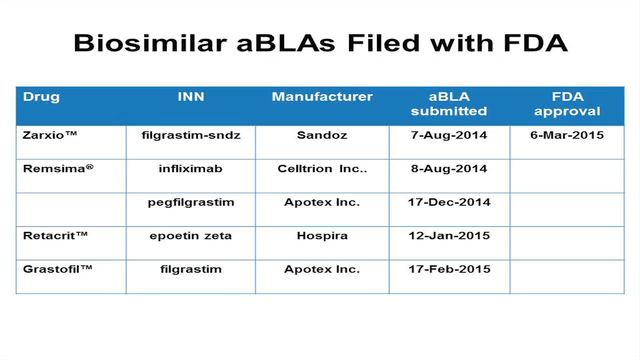 Biosimilar aBLAs Filed with FDA
Drug INN Manufacturer aBLA submitted FDA approval
Zarxio™ filgrastim-sndz Sandoz 7-Aug-2014 6-Mar-2015
Remsima® infliximab Celltrion Inc.. 8-Aug-2014
pegfilgrastim Apotex Inc. 17-Dec-2014
Retacrit™ epoetin zeta Hospira 12-Jan-2015
Grastofil™ filgrastim Apotex Inc. 17-Feb-2015